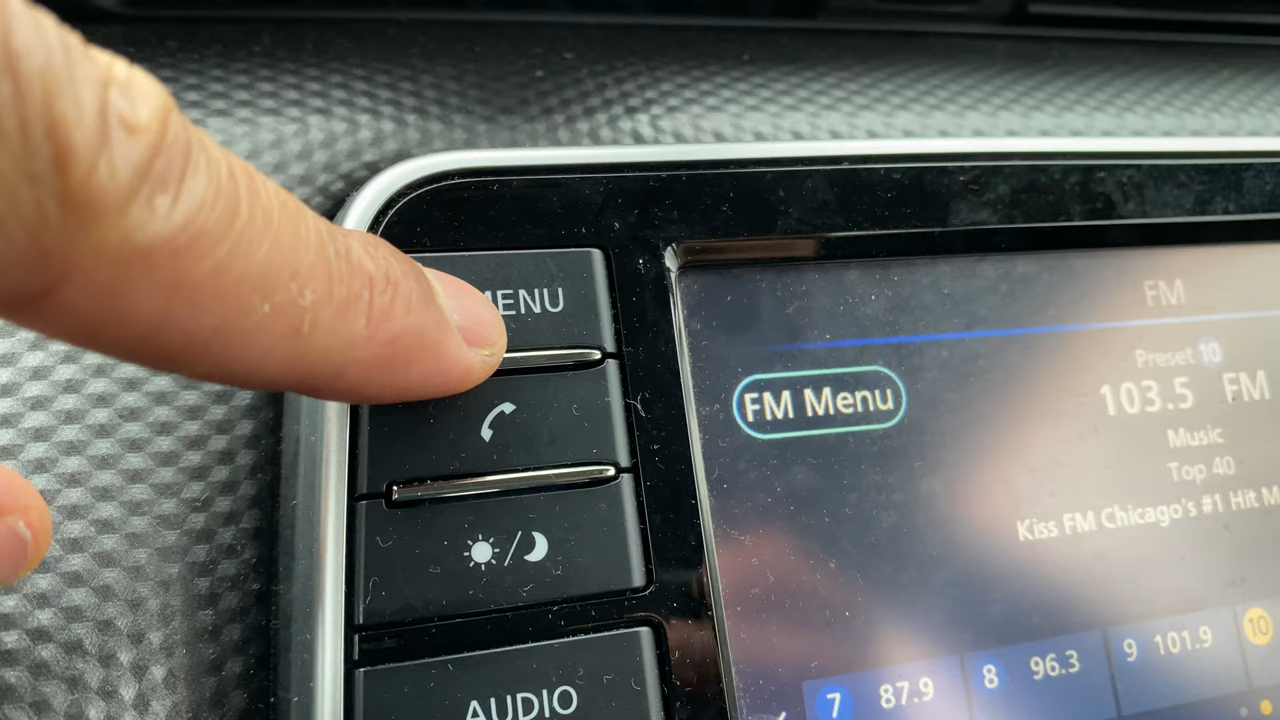 MENU
FM
Preset 10
FM Menu
103.5 FM
Music
Top 40
Kiss FM Chicago's #1 Hit M
7 87.9
8 96.3
9 101.9
10
AUDIO